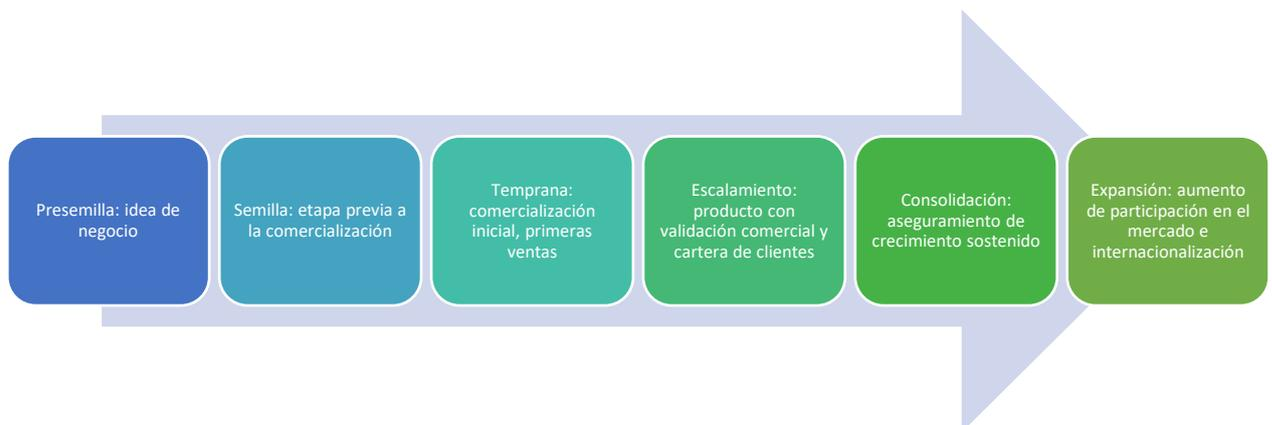 Presemilla: idea de
negocio
Semilla: etapa previa a
la comercialización
Temprana:
comercialización
inicial, primeras
ventas
Escalamiento:
producto con
validación comercial y
cartera de clientes
Consolidación:
aseguramiento de
crecimiento sostenido
Expansión: aumento
de participación en el
mercado e
internacionalización